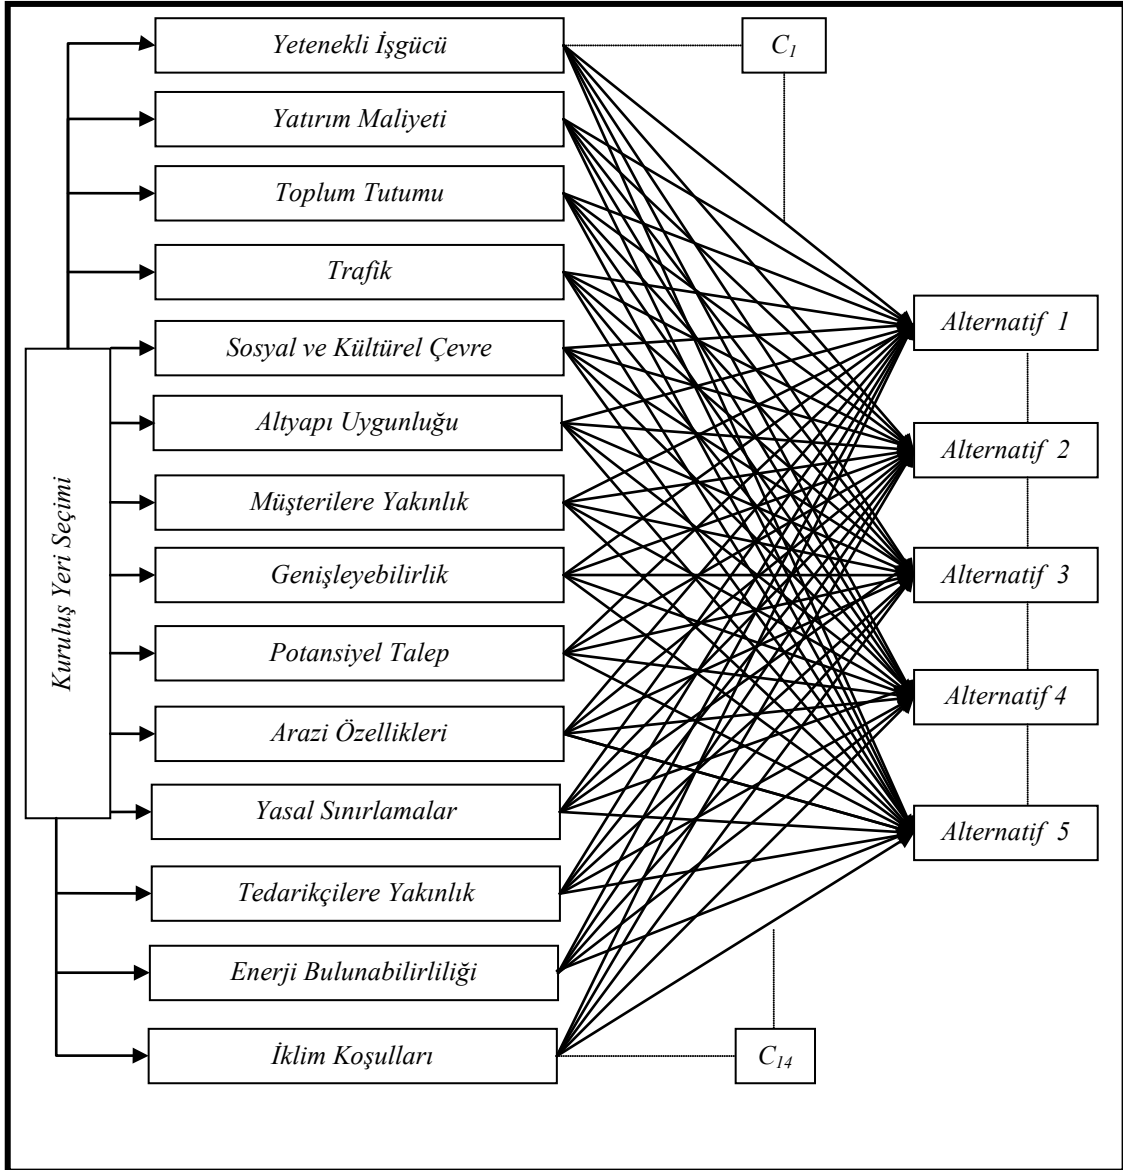 Kuruluş Yeri Seçimi
Yetenekli İşgücü
Yatırım Maliyeti
Toplum Tutumu
Trafik
Sosyal ve Kültürel Çevre
Altyapı Uygunluğu
Müşterilere Yakınlık
Genişleyebilirlik
Potansiyel Talep
Arazi Özellikleri
Yasal Sınırlamalar
Tedarikçilere Yakınlık
Enerji Bulunabilirliliği
İklim Koşulları
C1
C14
Alternatif 1
Alternatif 2
Alternatif 3
Alternatif 4
Alternatif 5